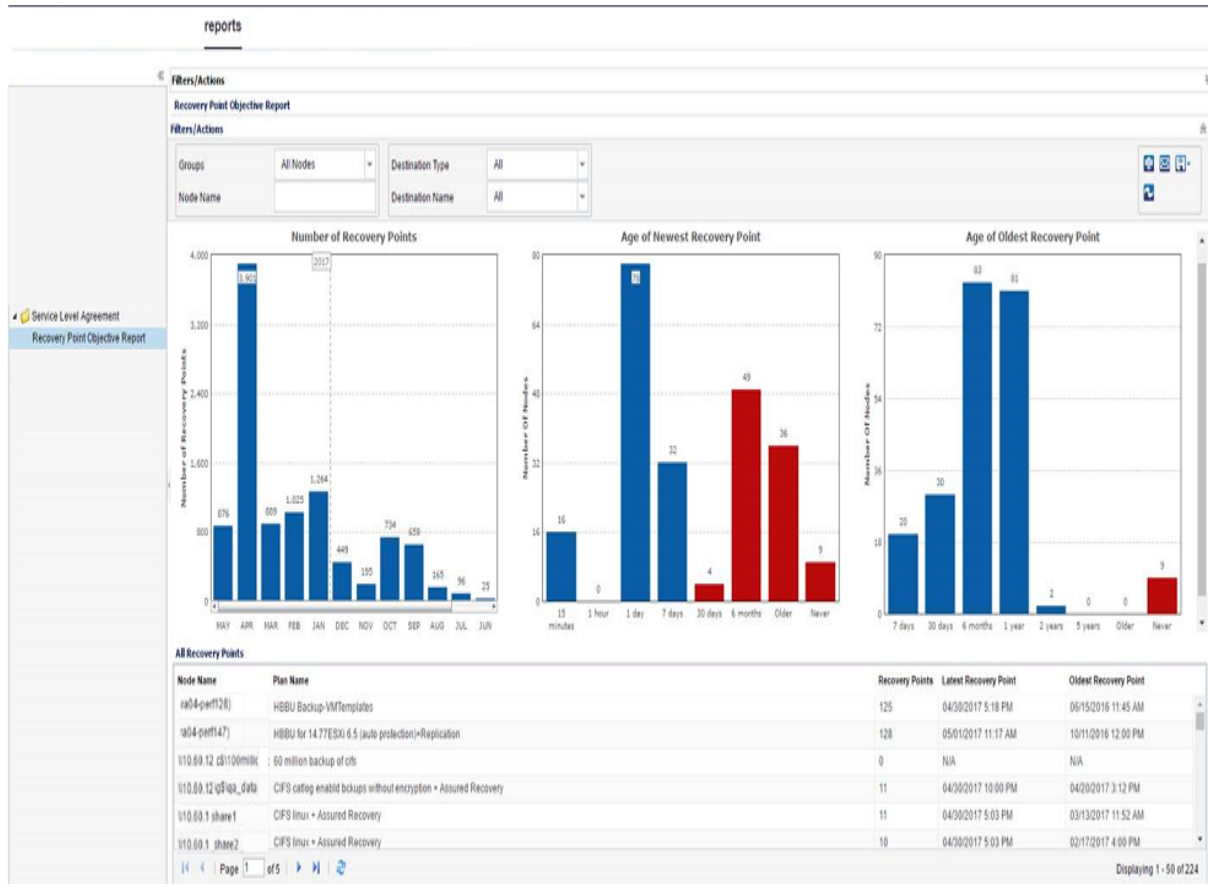 reports
Filters/Actions
Recovery Point Objective Report
Filters/Actions
Groups All Nodes Destination Type All
Node Name Destination Name All
Service Level Agreement
Recovery Point Objective Report
Number of Recovery Points
Number of Recovery Points
4,000
3,200
2,400
1,600
800
0
2017
876 3,901 889 1,025 1,264 449 195 734 659 165 96 25
MAY APR MAR FEB JAN DEC NOV OCT SEP AUG JUL JUN
Age of Newest Recovery Point
Number Of Nodes
80
64
48
32
16
0
16 0 78 32 4 49 36 9
15 minutes 1 hour 1 day 7 days 30 days 6 months Older Never
Age of Oldest Recovery Point
Number Of Nodes
90
72
54
36
18
0
20 30 83 81 2 0 0 9
7 days 30 days 6 months 1 year 2 years 5 years Older Never
All Recovery Points
Node Name Plan Name Recovery Points Latest Recovery Point Oldest Recovery Point
ra04-perf128) HBBU Backup-VMTemplates 125 04/30/2017 5:18 PM 06/15/2016 11:45 AM
ra04-perf147) HBBU for 14.77ESXi 6.5 (auto protection)+Replication 128 05/01/2017 11:17 AM 10/11/2016 12:00 PM
\\10.60.12 c$\100millic : 60 million backup of cifs 0 N/A N/A
\\10.60.12 \g$\qa_data CIFS catlog enabld bckups without encryption + Assured Recovery 11 04/30/2017 10:00 PM 04/20/2017 3:12 PM
\\10.60.1 share1 CIFS linux + Assured Recovery 11 04/30/2017 5:03 PM 03/13/2017 11:52 AM
\\10.60.1_share2_ CIFS linux + Assured Recovery 10 04/30/2017 5:03 PM 02/17/2017 4:00 PM
Page 1 of 5 Displaying 1 - 50 of 224